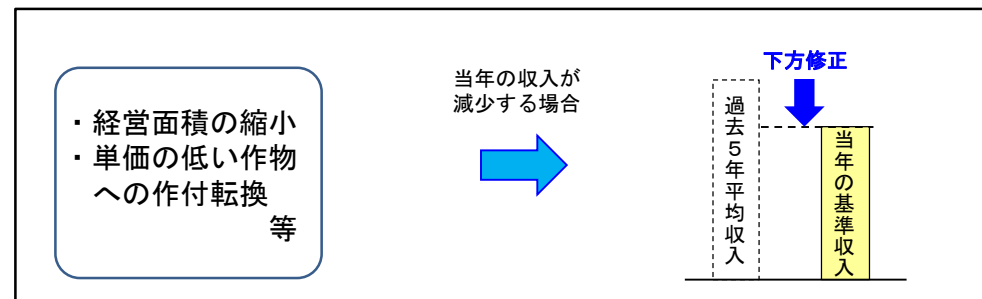 ・経営面積の縮小
・単価の低い作物
への作付転換
等
当年の収入が
減少する場合
下方修正
過去５年平均収入
当年の基準収入